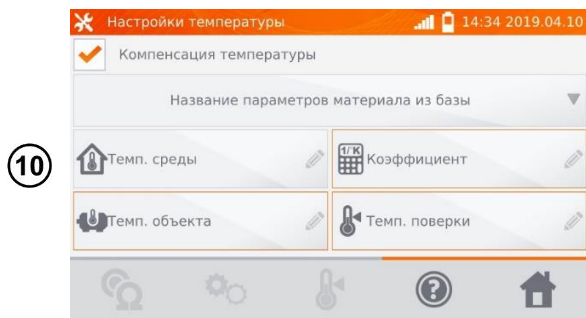 Настройки температуры 14:34 2019.04.10
Компенсация температуры
Название параметров материала из базы
10
Темп. среды
1/°K Коэффициент
Темп. объекта
Темп. поверки